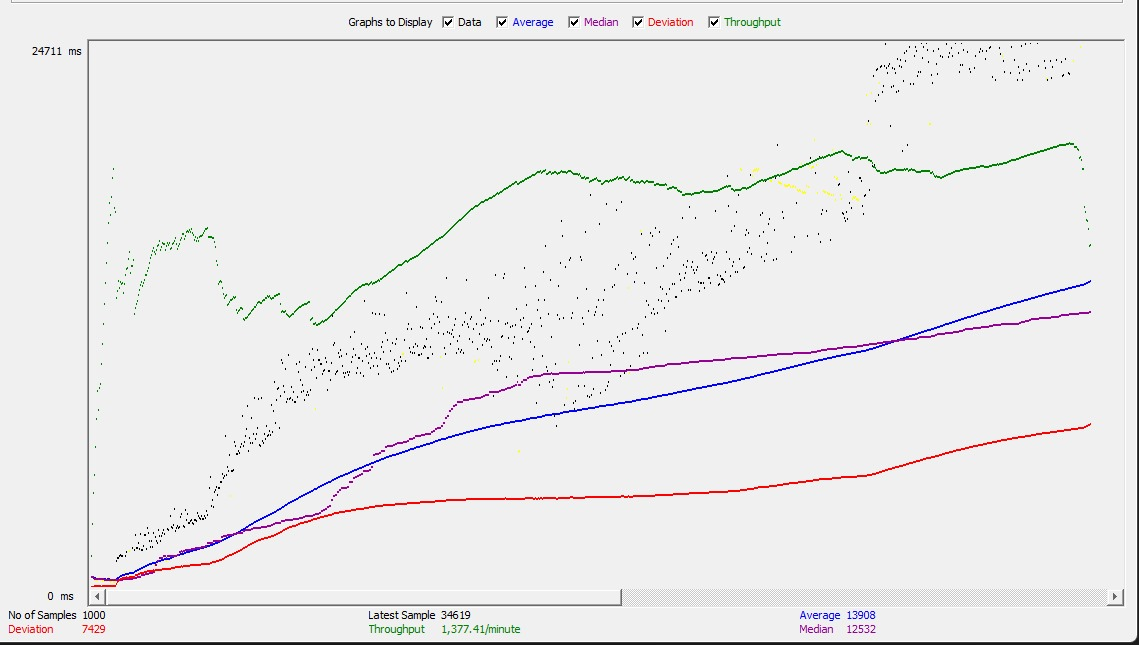 Graphs to Display Data Average Median Deviation Throughput
24711 ms
0 ms
No of Samples 1000 Latest Sample 34619 Average 13908
Deviation 7429 Throughput 1,377.41/minute Median 12532